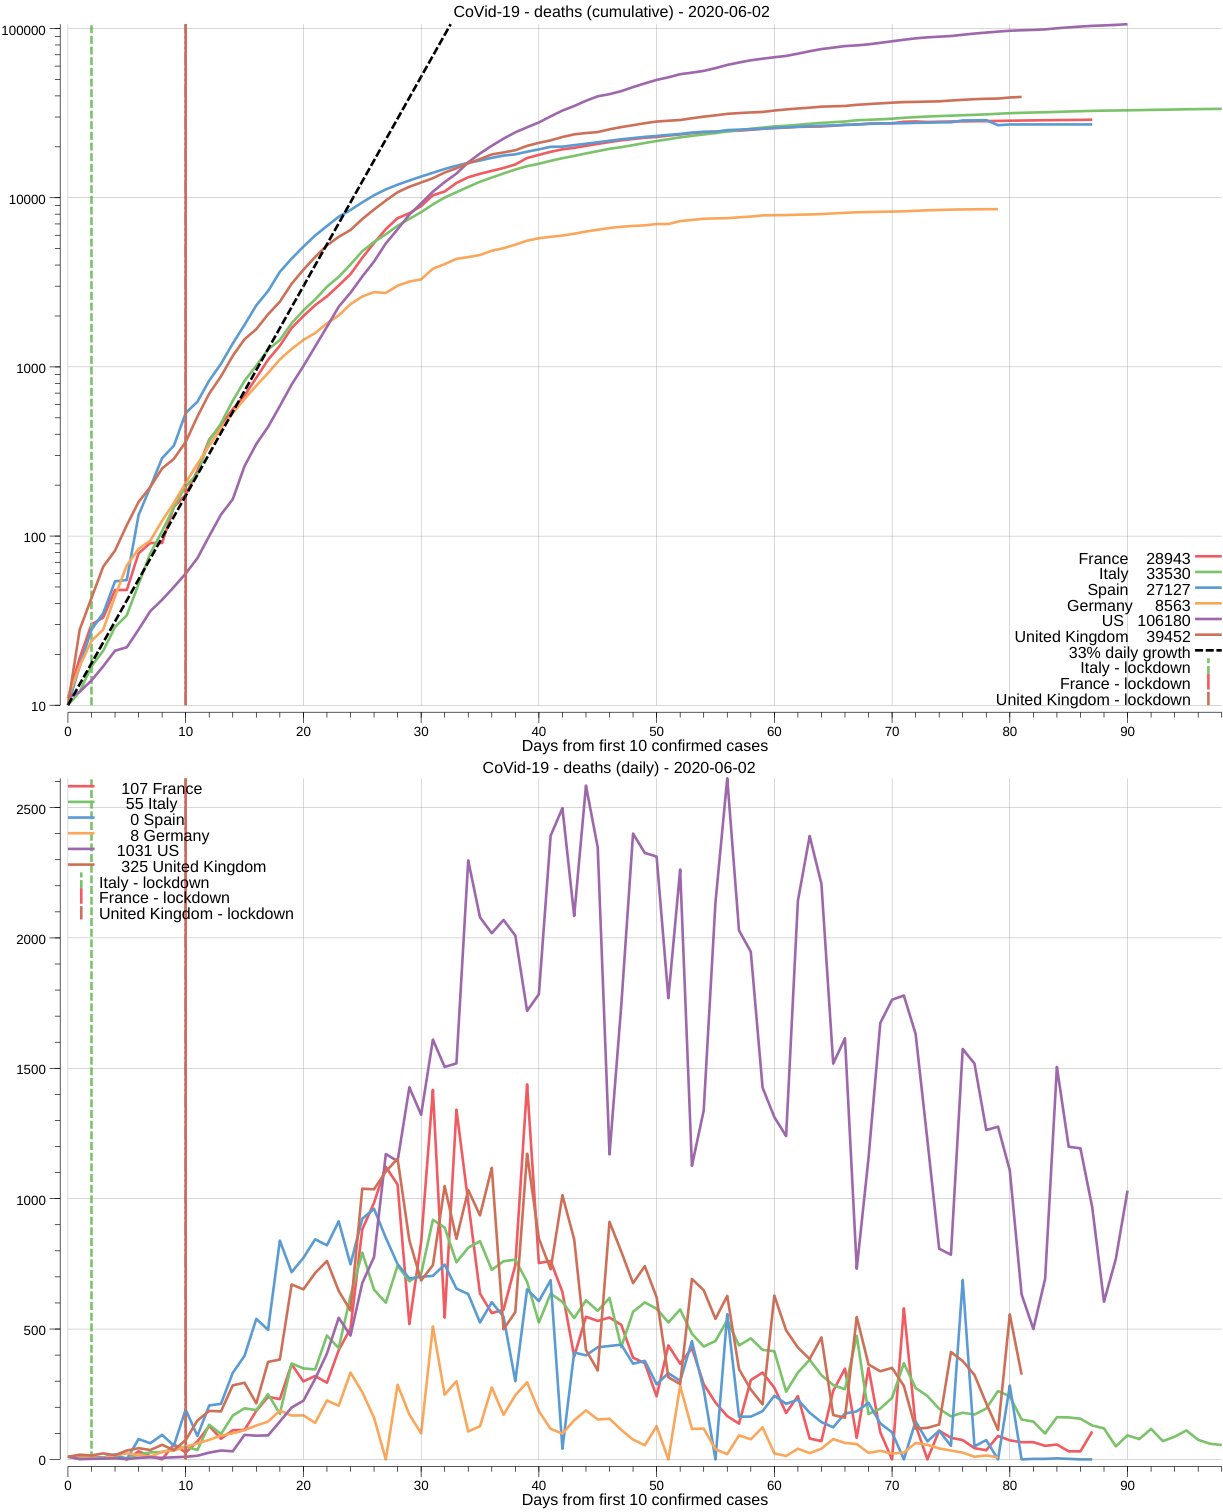 CoVid-19 - deaths (cumulative) - 2020-06-02
100000
10000
1000
100
France 28943
Italy 33530
Spain 27127
Germany 8563
US 106180
United Kingdom 39452
33% daily growth
Italy - lockdown
France - lockdown
United Kingdom - lockdown
10
0 10 20 30 40 50 60 70 80 90
Days from first 10 confirmed cases
CoVid-19 - deaths (daily) - 2020-06-02
107 France
55 Italy
2500
0 Spain
8 Germany
1031 US
325 United Kingdom
Italy - lockdown
France - lockdown
United Kingdom - lockdown
2000
1500
1000
500
0
0 10 20 30 40 50 60 70 80 90
Days from first 10 confirmed cases